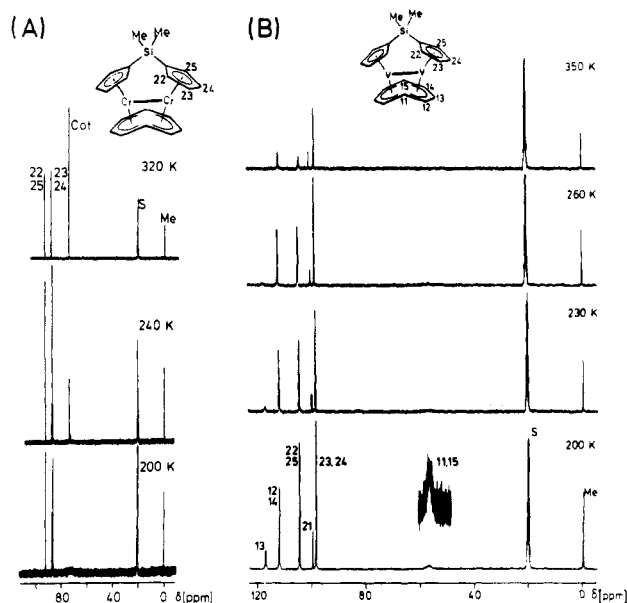 (A)
Me Me
Si
25
22
24
23
Cr Cr
Cot
320 K
22 23
25 24
S
Me
240 K
200 K
80 40 0 δ[ppm]
(B)
Me Me
Si
25
22
24
23
V V
15 14
13
11 12
350 K
260 K
230 K
200 K
S
22
25 23, 24
11,15
12
14
21
Me
13
120 80 40 0 δ[ppm]